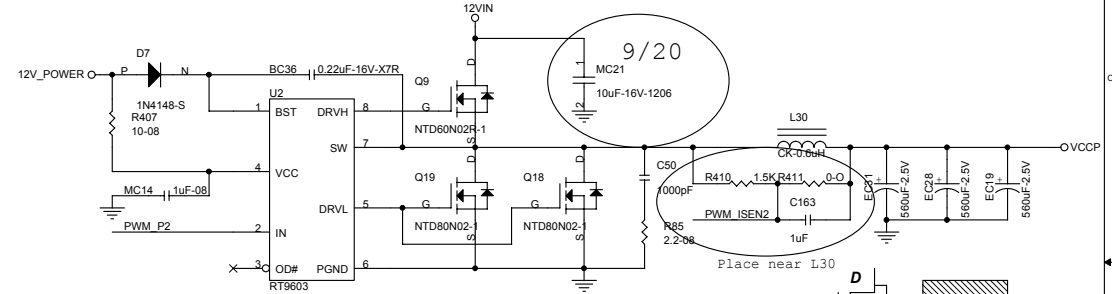 12VIN
9/20
D7
12V_POWER
P
N
BC36
0.22uF-16V-X7R
1
MC21
10uF-16V-1206
2
1N4148-S
R407
10-08
U2
1
BST
DRVH
8
Q9
D
G
NTD60N02R-1
S
SW
7
4
VCC
MC14
1uF-08
Q19
D
G
NTD80N02-1
S
Q18
D
G
NTD80N02-1
S
DRVL
5
PWM_P2
2
IN
3
OD#
PGND
6
RT9603
C50
1000pF
R85
2.2-08
L30
CK-0.6uH
VCCP
R410
1.5K
R411
0-O
PWM_ISEN2
C163
1uF
Place near L30
EC31
+
560uF-2.5V
EC28
+
560uF-2.5V
EC19
+
560uF-2.5V
D
C